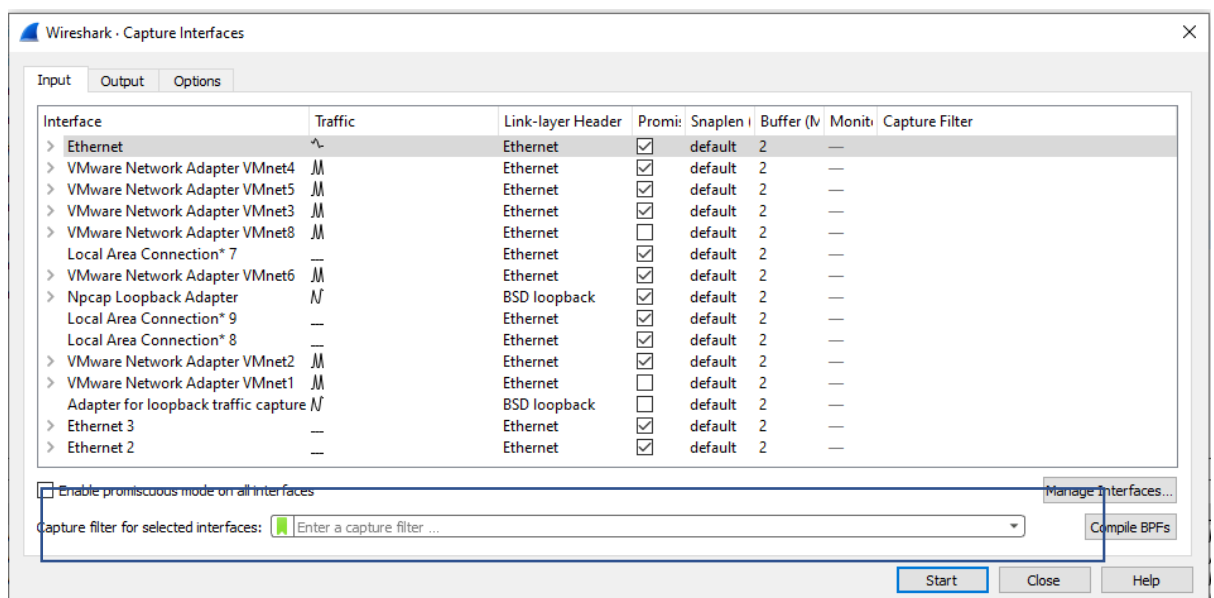 Wireshark · Capture Interfaces
Input Output Options
Interface Traffic Link-layer Header Promi: Snaplen ( Buffer (M Monit( Capture Filter
Ethernet Ethernet default 2 —
VMware Network Adapter VMnet4 Ethernet default 2 —
VMware Network Adapter VMnet5 Ethernet default 2 —
VMware Network Adapter VMnet3 Ethernet default 2 —
VMware Network Adapter VMnet8 Ethernet default 2 —
Local Area Connection* 7 Ethernet default 2 —
VMware Network Adapter VMnet6 Ethernet default 2 —
Npcap Loopback Adapter BSD loopback default 2 —
Local Area Connection* 9 Ethernet default 2 —
Local Area Connection* 8 Ethernet default 2 —
VMware Network Adapter VMnet2 Ethernet default 2 —
VMware Network Adapter VMnet1 Ethernet default 2 —
Adapter for loopback traffic capture BSD loopback default 2 —
Ethernet 3 Ethernet default 2 —
Ethernet 2 Ethernet default 2 —
Enable promiscuous mode on all interfaces Manage Interfaces...
Capture filter for selected interfaces: Enter a capture filter ... Compile BPFs
Start Close Help